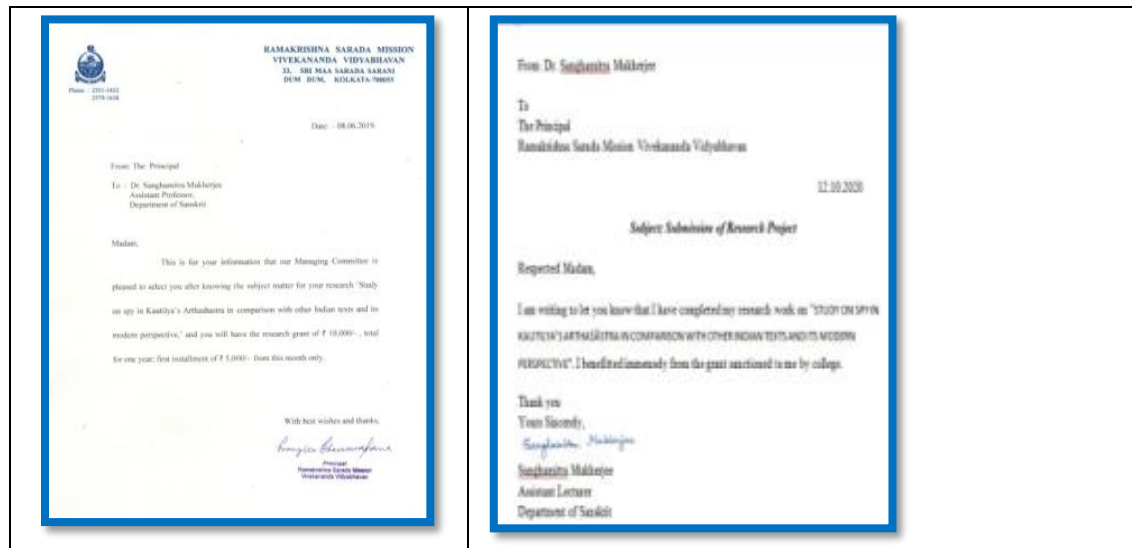 RAMAKRISHNA SARADA MISSION
VIVEKANANDA VIDYABHAVAN
33, SRI MAA SARADA SARANI
DUM DUM, KOLKATA-700055
Phone :
Date: - 08.06.2019
From: The Principal
To : Dr. Sanghamitra Mukherjee
Assistant Professor,
Department of Sanskrit
Madam,
This is for your information that our Managing Committee is
pleased to select you after knowing the subject matter for your research 'Study
on spy in Kautilya's Arthashastra in comparison with other Indian texts and its
modern perspective,' and you will have the research grant of ₹ 10,000/- , total
for one year; first installment of ₹ 5,000/- from this month only.
With best wishes and thanks,
Principal
Ramakrishna Sarada Mission
Vivekananda Vidyabhavan
From: Dr. Sanghamitra Mukherjee
To
The Principal
Ramakrishna Sarada Mission Vivekananda Vidyabhavan
12.10.2020
Subject: Submission of Research Project
Respected Madam,
I am writing to let you know that I have completed my research work on "STUDY ON SPY IN
KAUTILYA'S ARTHAŚĀSTRA IN COMPARISON WITH OTHER INDIAN TEXTS AND ITS MODERN
PERSPECTIVE". I benefitted immensely from the grant sanctioned to me by college.
Thank you
Yours Sincerely,
Sanghamitra Mukherjee
Sanghamitra Mukherjee
Assistant Lecturer
Department of Sanskrit